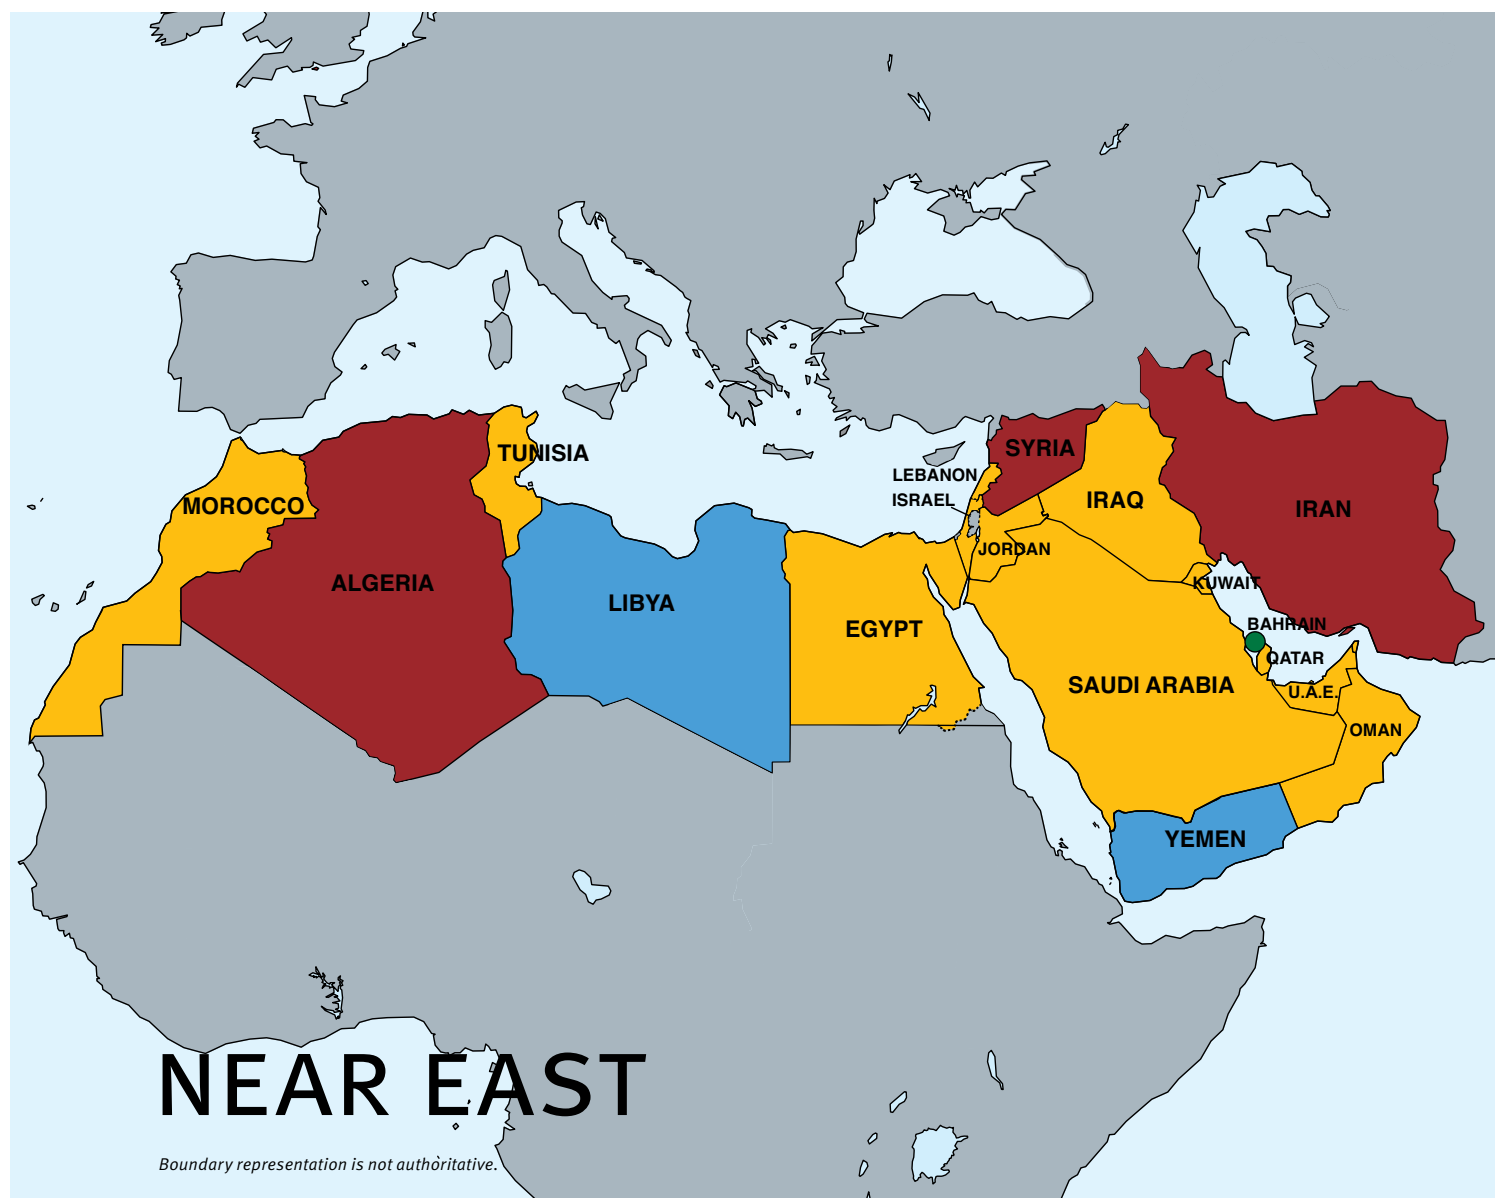 TUNISIA
SYRIA
LEBANON
MOROCCO
ISRAEL
IRAQ
IRAN
JORDAN
ALGERIA
KUWAIT
LIBYA
EGYPT
BAHRAIN
QATAR
SAUDI ARABIA
U.A.E.
OMAN
YEMEN
NEAR EAST
Boundary representation is not authoritative.